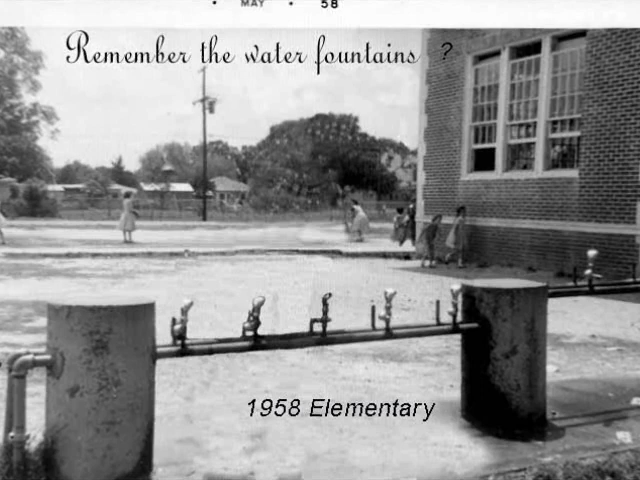 • MAY • 58
Remember the water fountains ?
1958 Elementary